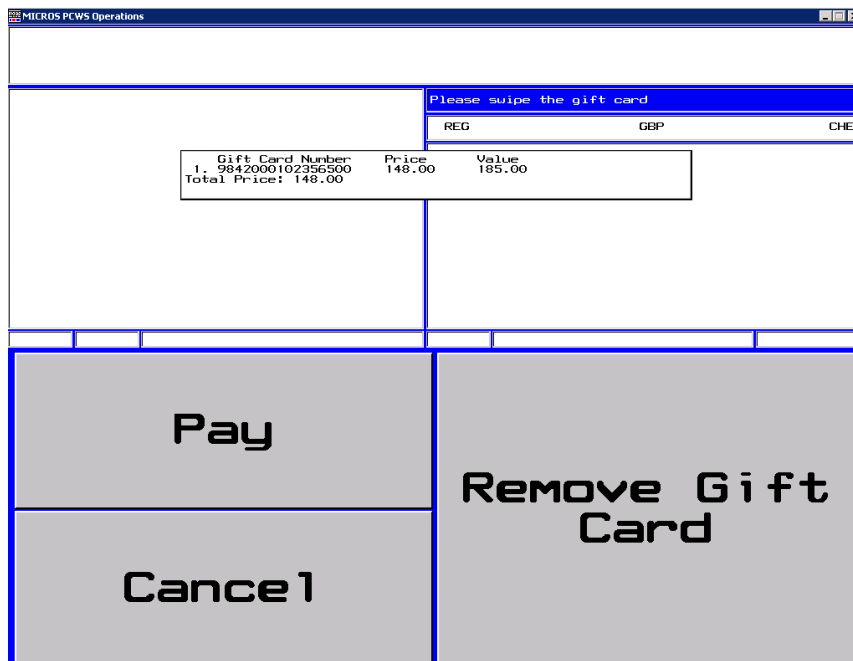 MICROS PCWS Operations
Please swipe the gift card
REG GBP CHE
Gift Card Number Price Value
1. 9842000102356500 148.00 185.00
Total Price: 148.00
Pay
Remove Gift
Card
Cancel